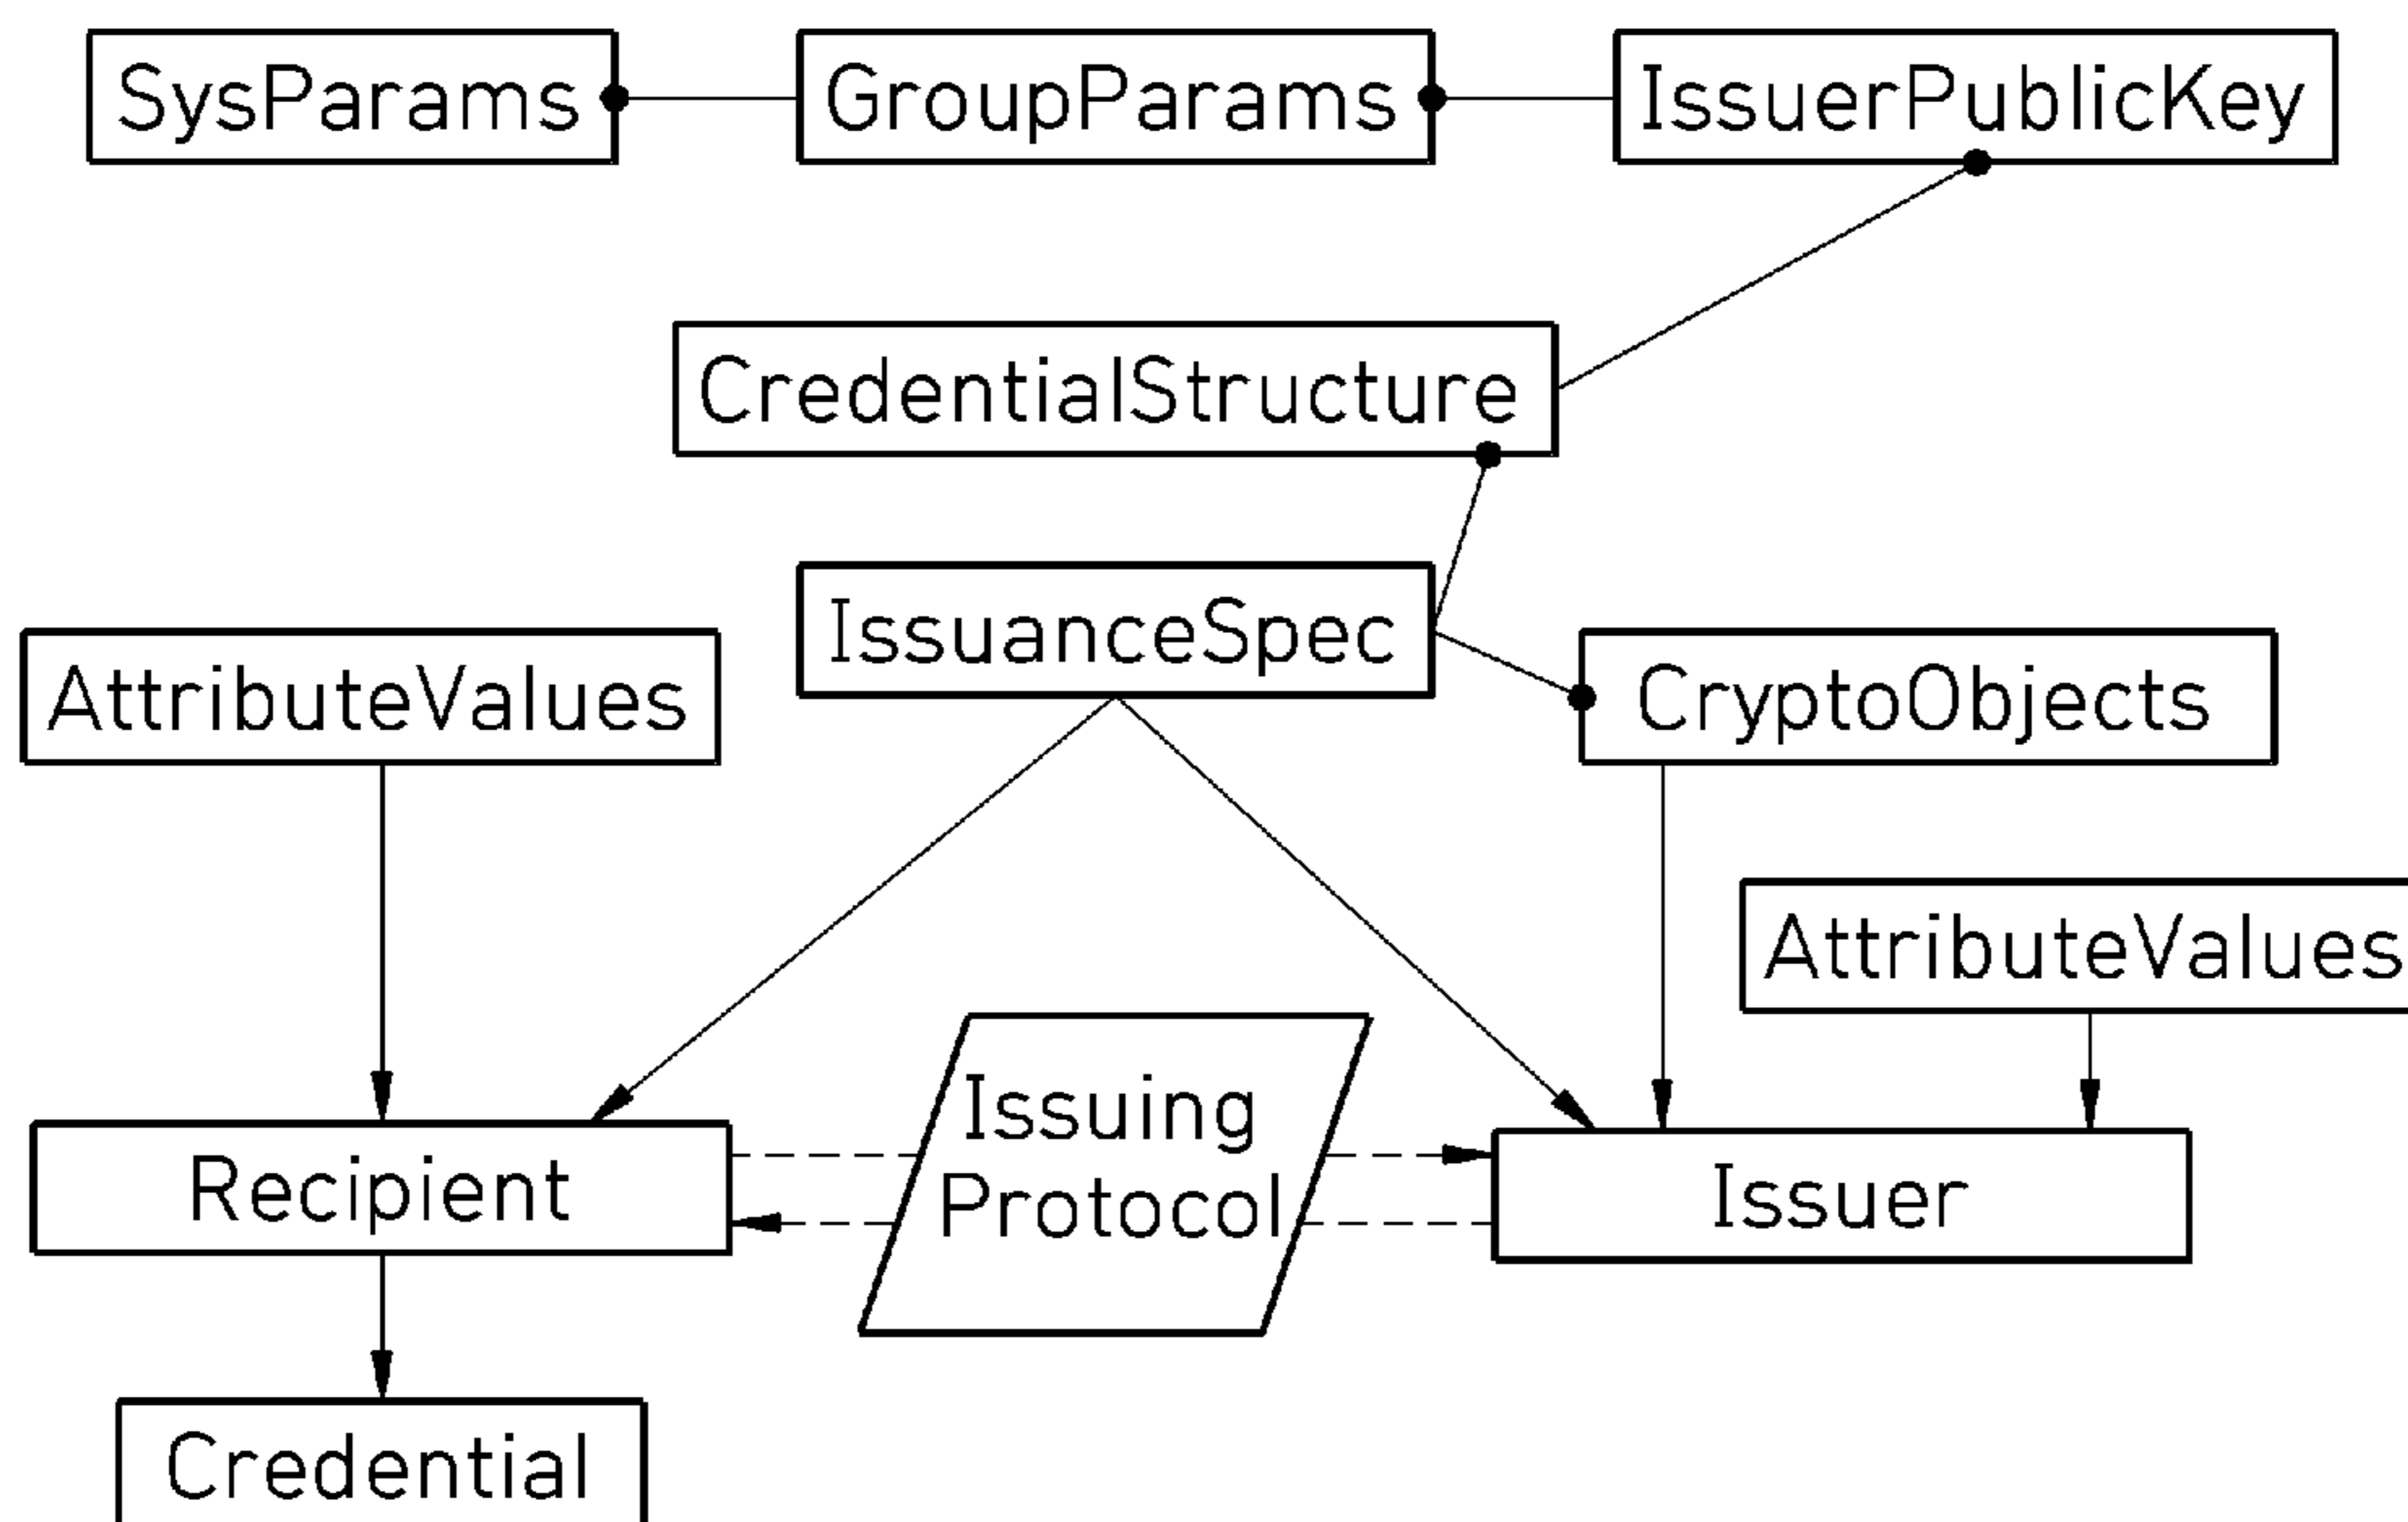 SysParams
GroupParams
IssuerPublicKey
CredentialStructure
IssuanceSpec
AttributeValues
CryptoObjects
AttributeValues
Issuing
Protocol
Recipient
Issuer
Credential